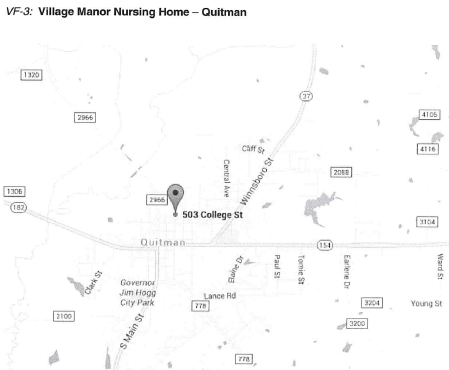 VF-3: Village Manor Nursing Home – Quitman
1320
37
2966
4106
Cliff St
4116
Central Ave
Winnsboro St
2088
1306
2966
182
503 College St
3104
Quitman
154
Elaine Dr
Paul St
Tomie St
Earlene Dr
Ward St
Clark St
Governor
Jim Hogg
City Park
Lance Rd
778
3204
Young St
2100
S Main St
3200
778